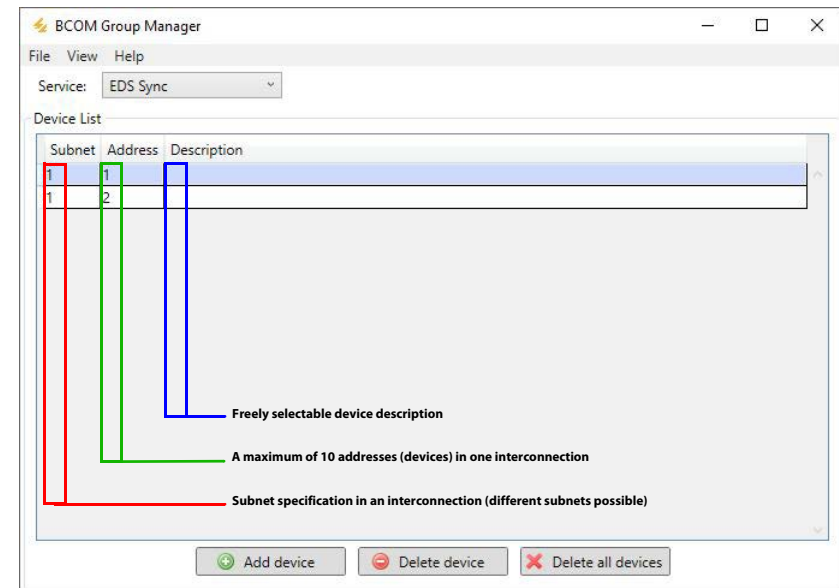 BCOM Group Manager
File View Help
Service: EDS Sync
Device List
Subnet Address Description
1 1
1 2
Freely selectable device description
A maximum of 10 addresses (devices) in one interconnection
Subnet specification in an interconnection (different subnets possible)
Add device Delete device Delete all devices